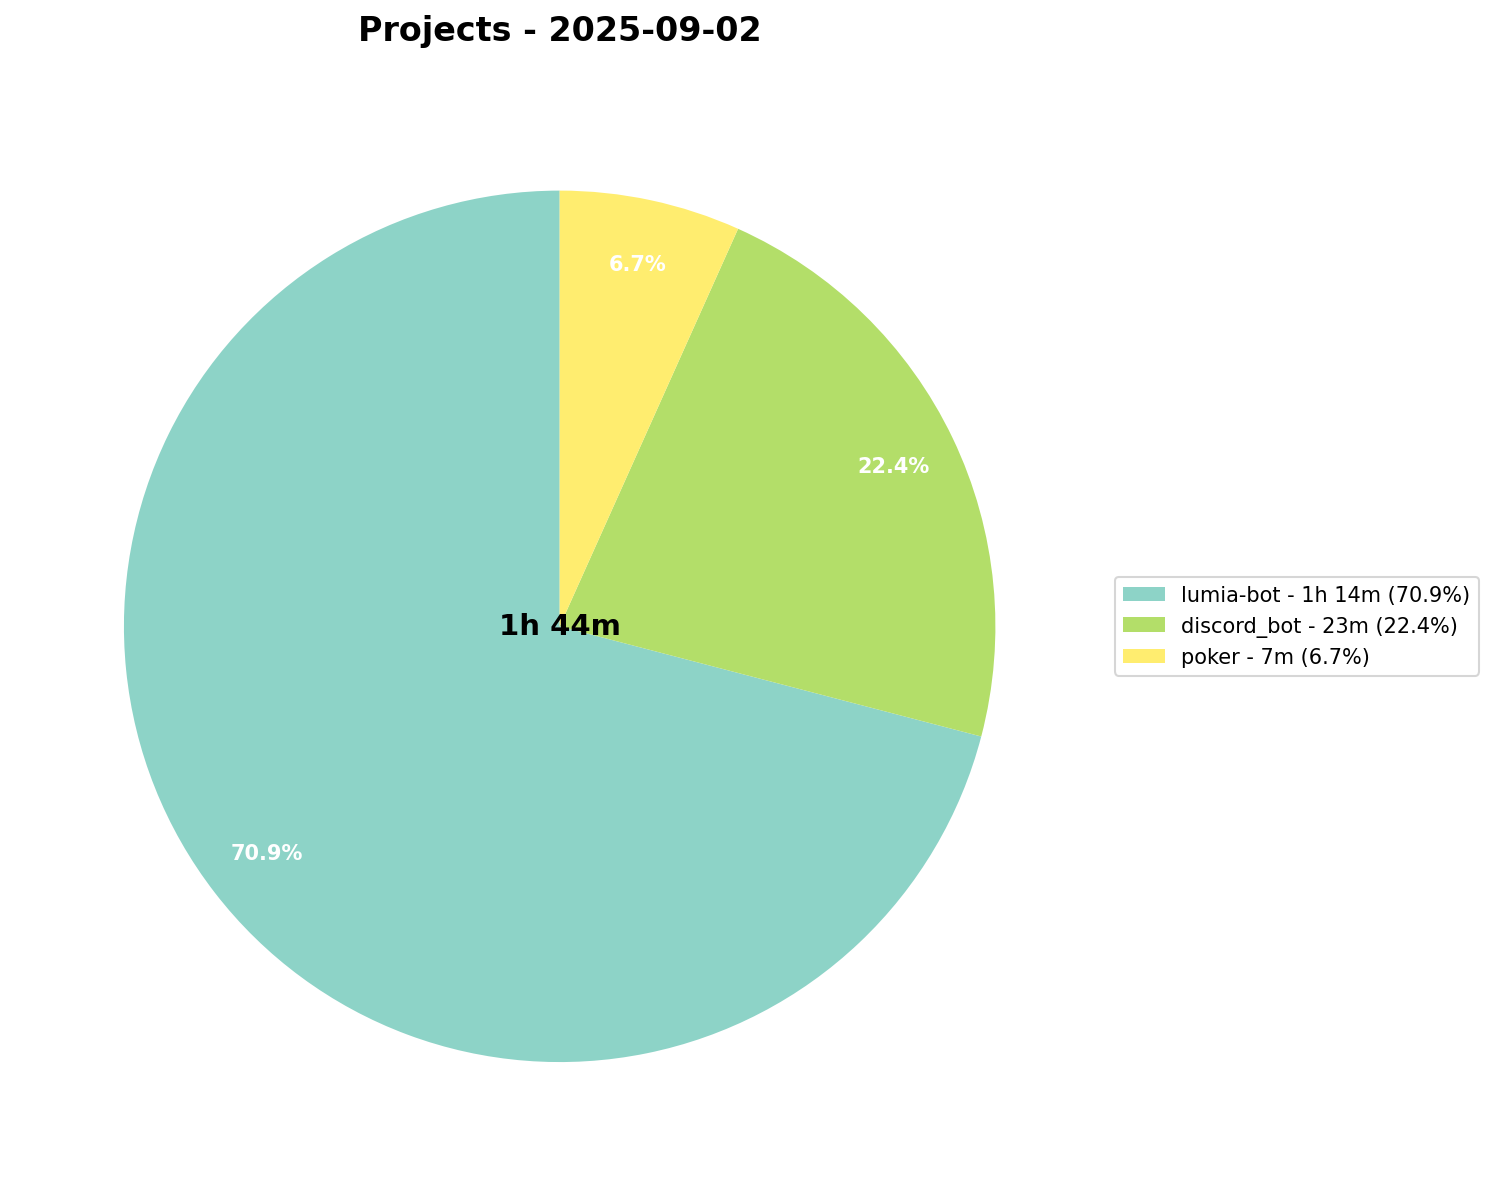 Projects - 2025-09-02
6.7%
22.4%
1h 44m
70.9%
lumia-bot - 1h 14m (70.9%)
discord_bot - 23m (22.4%)
poker - 7m (6.7%)